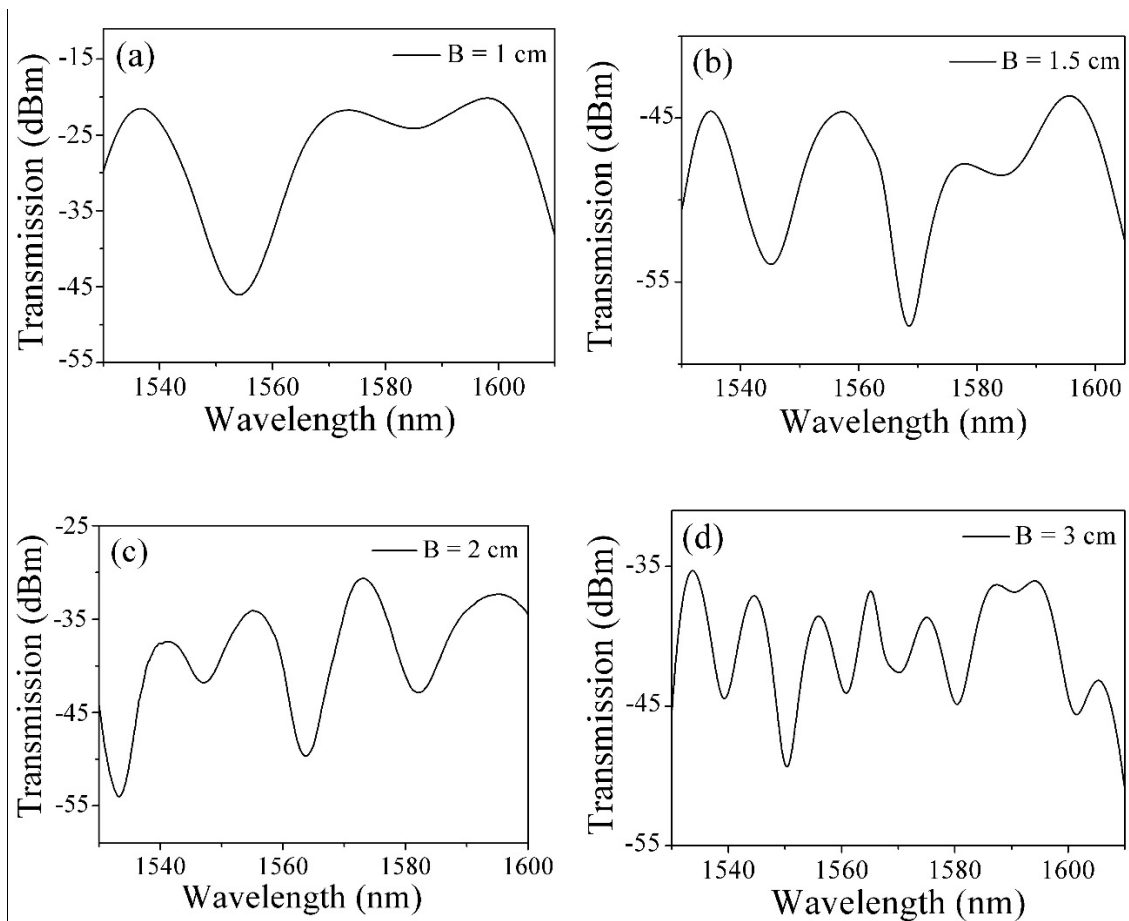 (a)
B = 1 cm
Transmission (dBm)
-15
-25
-35
-45
-55
1540 1560 1580 1600
Wavelength (nm)
(b)
B = 1.5 cm
Transmission (dBm)
-45
-55
1540 1560 1580 1600
Wavelength (nm)
(c)
B = 2 cm
Transmission (dBm)
-25
-35
-45
-55
1540 1560 1580 1600
Wavelength (nm)
(d)
B = 3 cm
Transmission (dBm)
-35
-45
-55
1540 1560 1580 1600
Wavelength (nm)